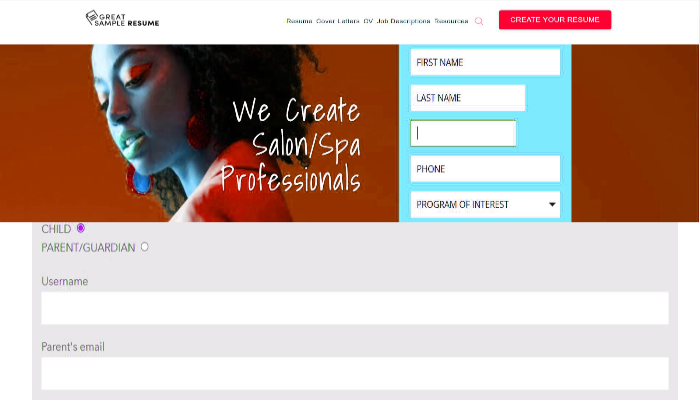 GREAT
SAMPLE RESUME
Resume Cover Letters CV Job Descriptions Resources
CREATE YOUR RESUME
We Create
Salon/Spa
Professionals
FIRST NAME
LAST NAME
PHONE
PROGRAM OF INTEREST
CHILD
PARENT/GUARDIAN
Username
Parent's email